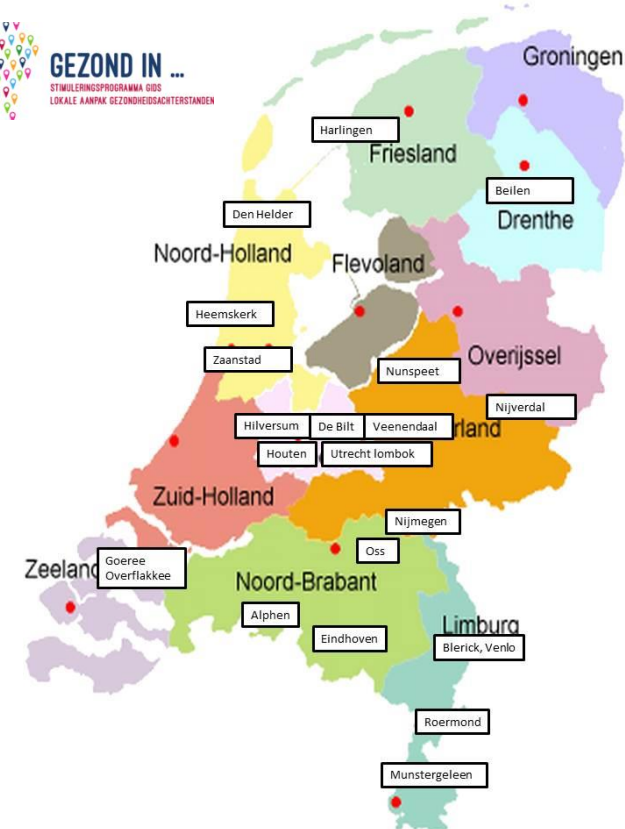 GEZOND IN ...
STIMULERINGSPROGRAMMA GIDS
LOKALE AANPAK GEZONDHEIDSACHTERSTANDEN
Groningen
Harlingen
Friesland
Beilen
Den Helder
Drenthe
Noord-Holland
Flevoland
Heemskerk
Zaanstad
Overijssel
Nunspeet
Nijverdal
Hilversum
De Bilt
Veenendaal
rland
Houten
Utrecht lombok
Zuid-Holland
Nijmegen
Oss
Zeeland
Goeree
Overflakkee
Noord-Brabant
Alphen
Limburg
Eindhoven
Blerick, Venlo
Roermond
Munstergeleen